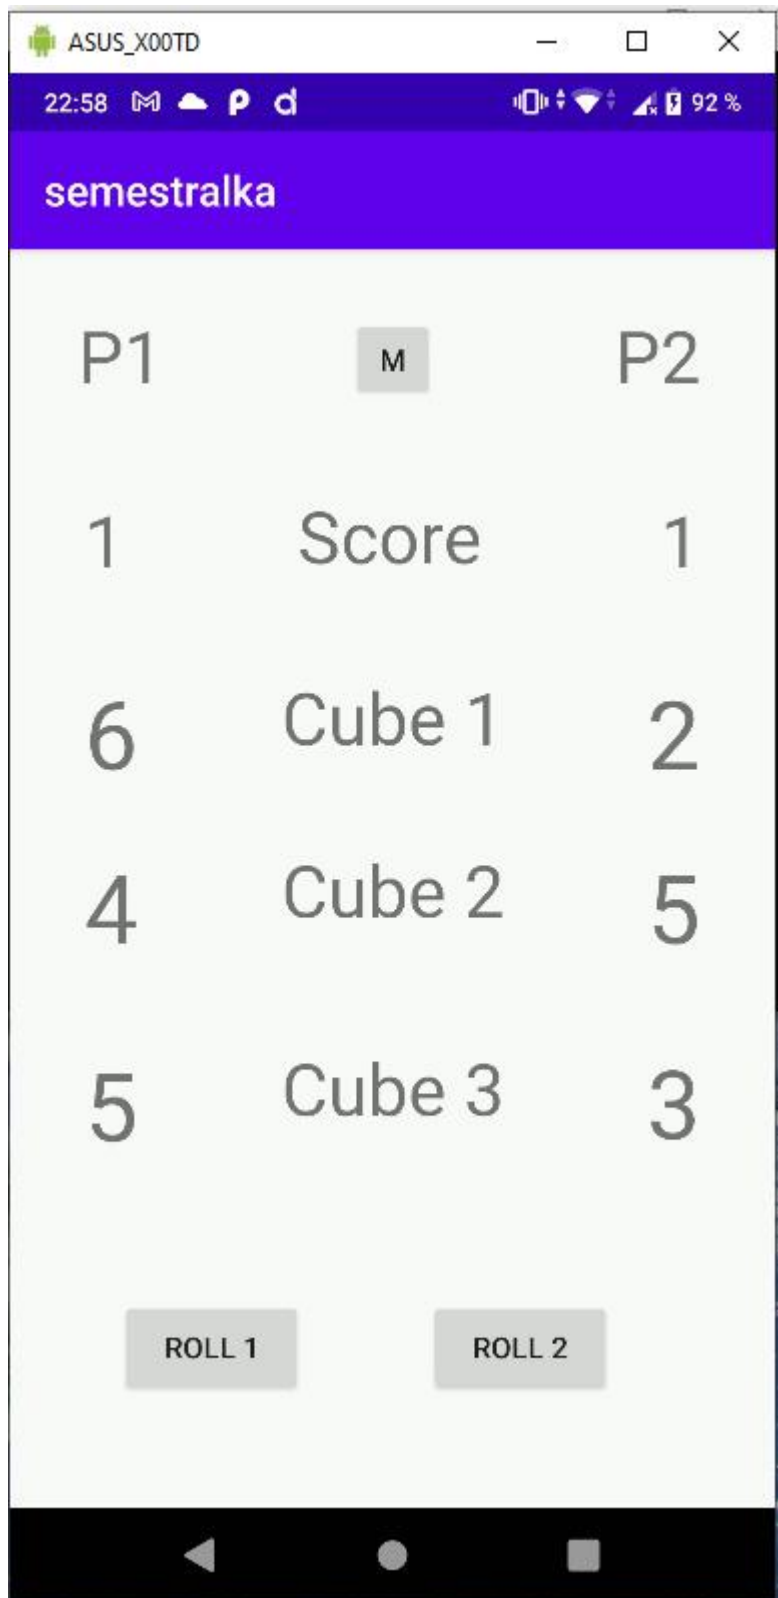 ASUS_X00TD
22:58 92 %
semestralka
P1 M P2
1 Score 1
6 Cube 1 2
4 Cube 2 5
5 Cube 3 3
ROLL 1 ROLL 2